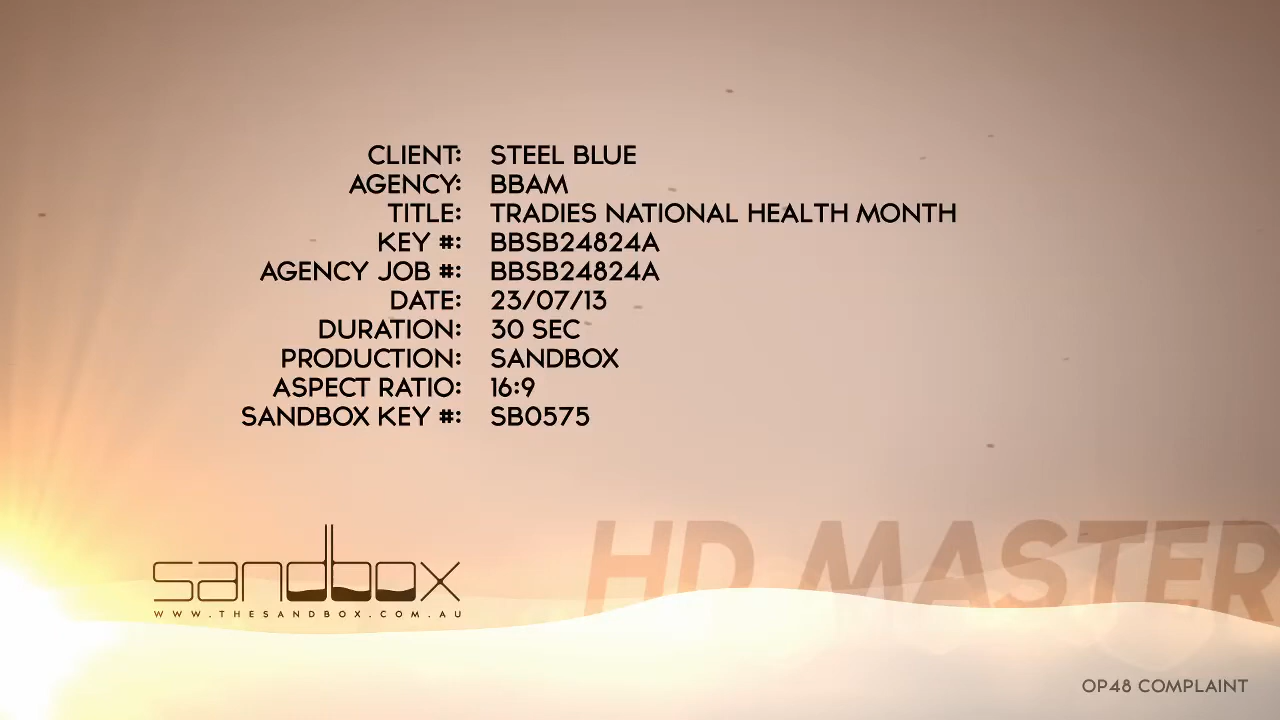 CLIENT: STEEL BLUE
AGENCY: BBAM
TITLE: TRADIES NATIONAL HEALTH MONTH
KEY #: BBSB24824A
AGENCY JOB #: BBSB24824A
DATE: 23/07/13
DURATION: 30 SEC
PRODUCTION: SANDBOX
ASPECT RATIO: 16:9
SANDBOX KEY #: SB0575
HD MASTER
sandbox
WWW.THESANDBOX.COM.AU
OP48 COMPLAINT